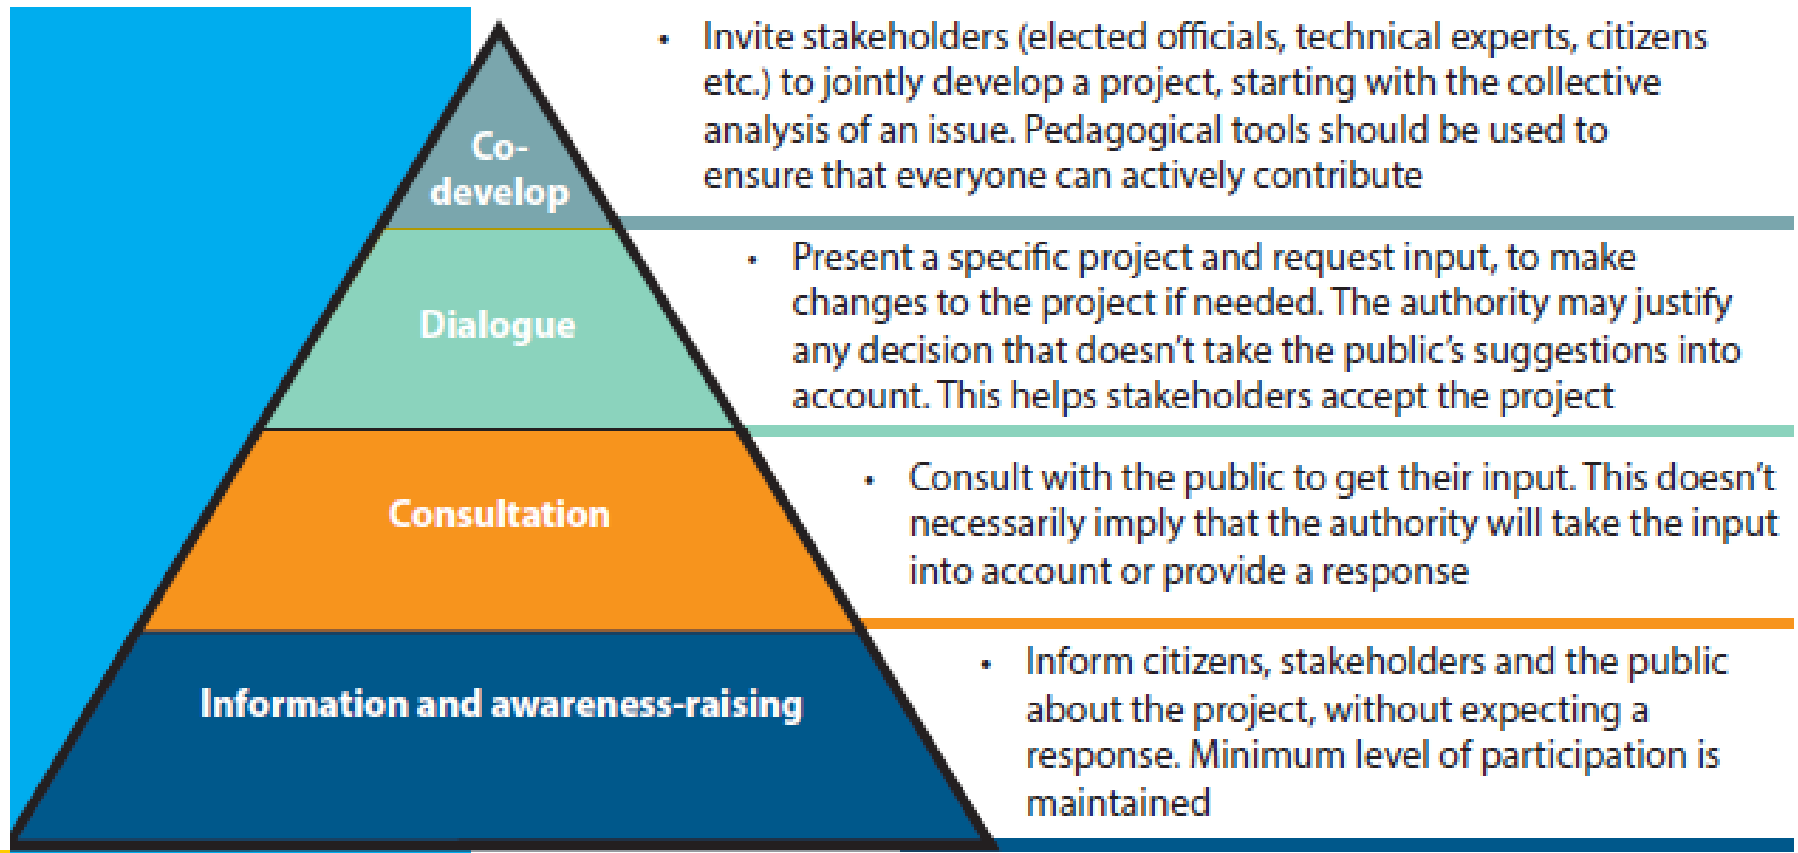 Co-
develop
• Invite stakeholders (elected officials, technical experts, citizens
etc.) to jointly develop a project, starting with the collective
analysis of an issue. Pedagogical tools should be used to
ensure that everyone can actively contribute
Dialogue
• Present a specific project and request input, to make
changes to the project if needed. The authority may justify
any decision that doesn’t take the public’s suggestions into
account. This helps stakeholders accept the project
Consultation
• Consult with the public to get their input. This doesn’t
necessarily imply that the authority will take the input
into account or provide a response
Information and awareness-raising
• Inform citizens, stakeholders and the public
about the project, without expecting a
response. Minimum level of participation is
maintained